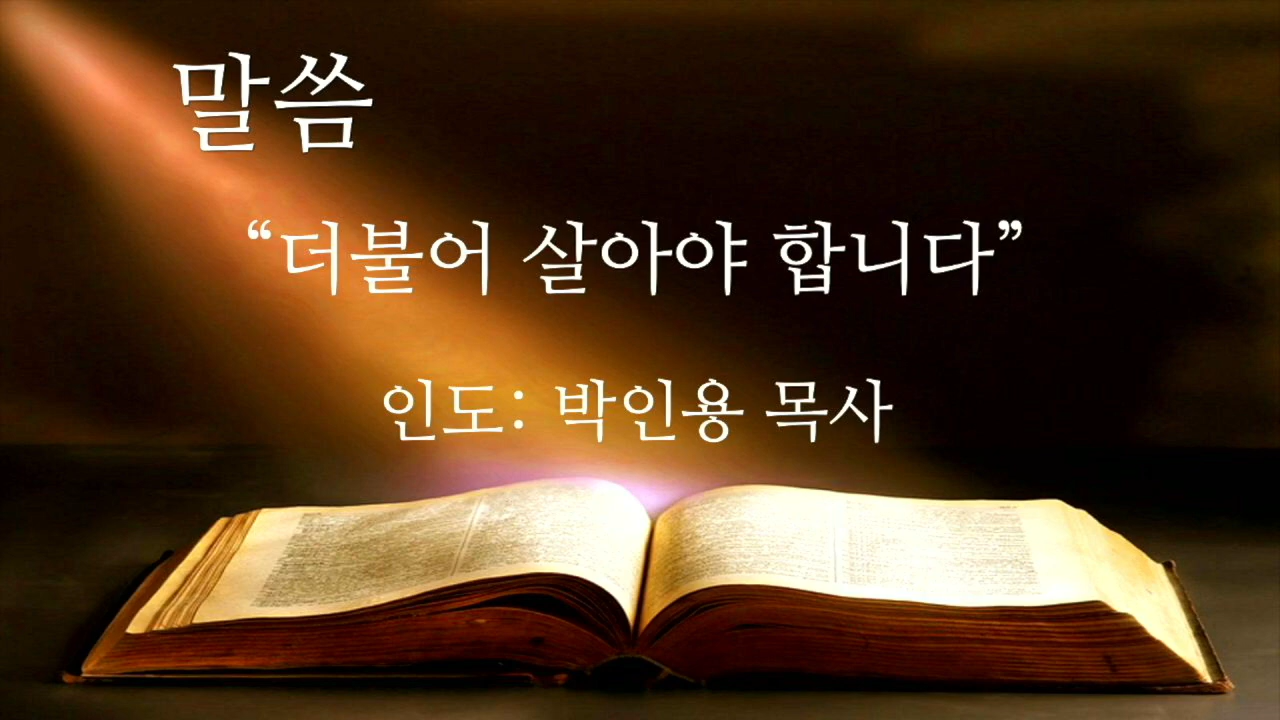 말씀
“더불어 살아야 합니다”
인도: 박인용 목사